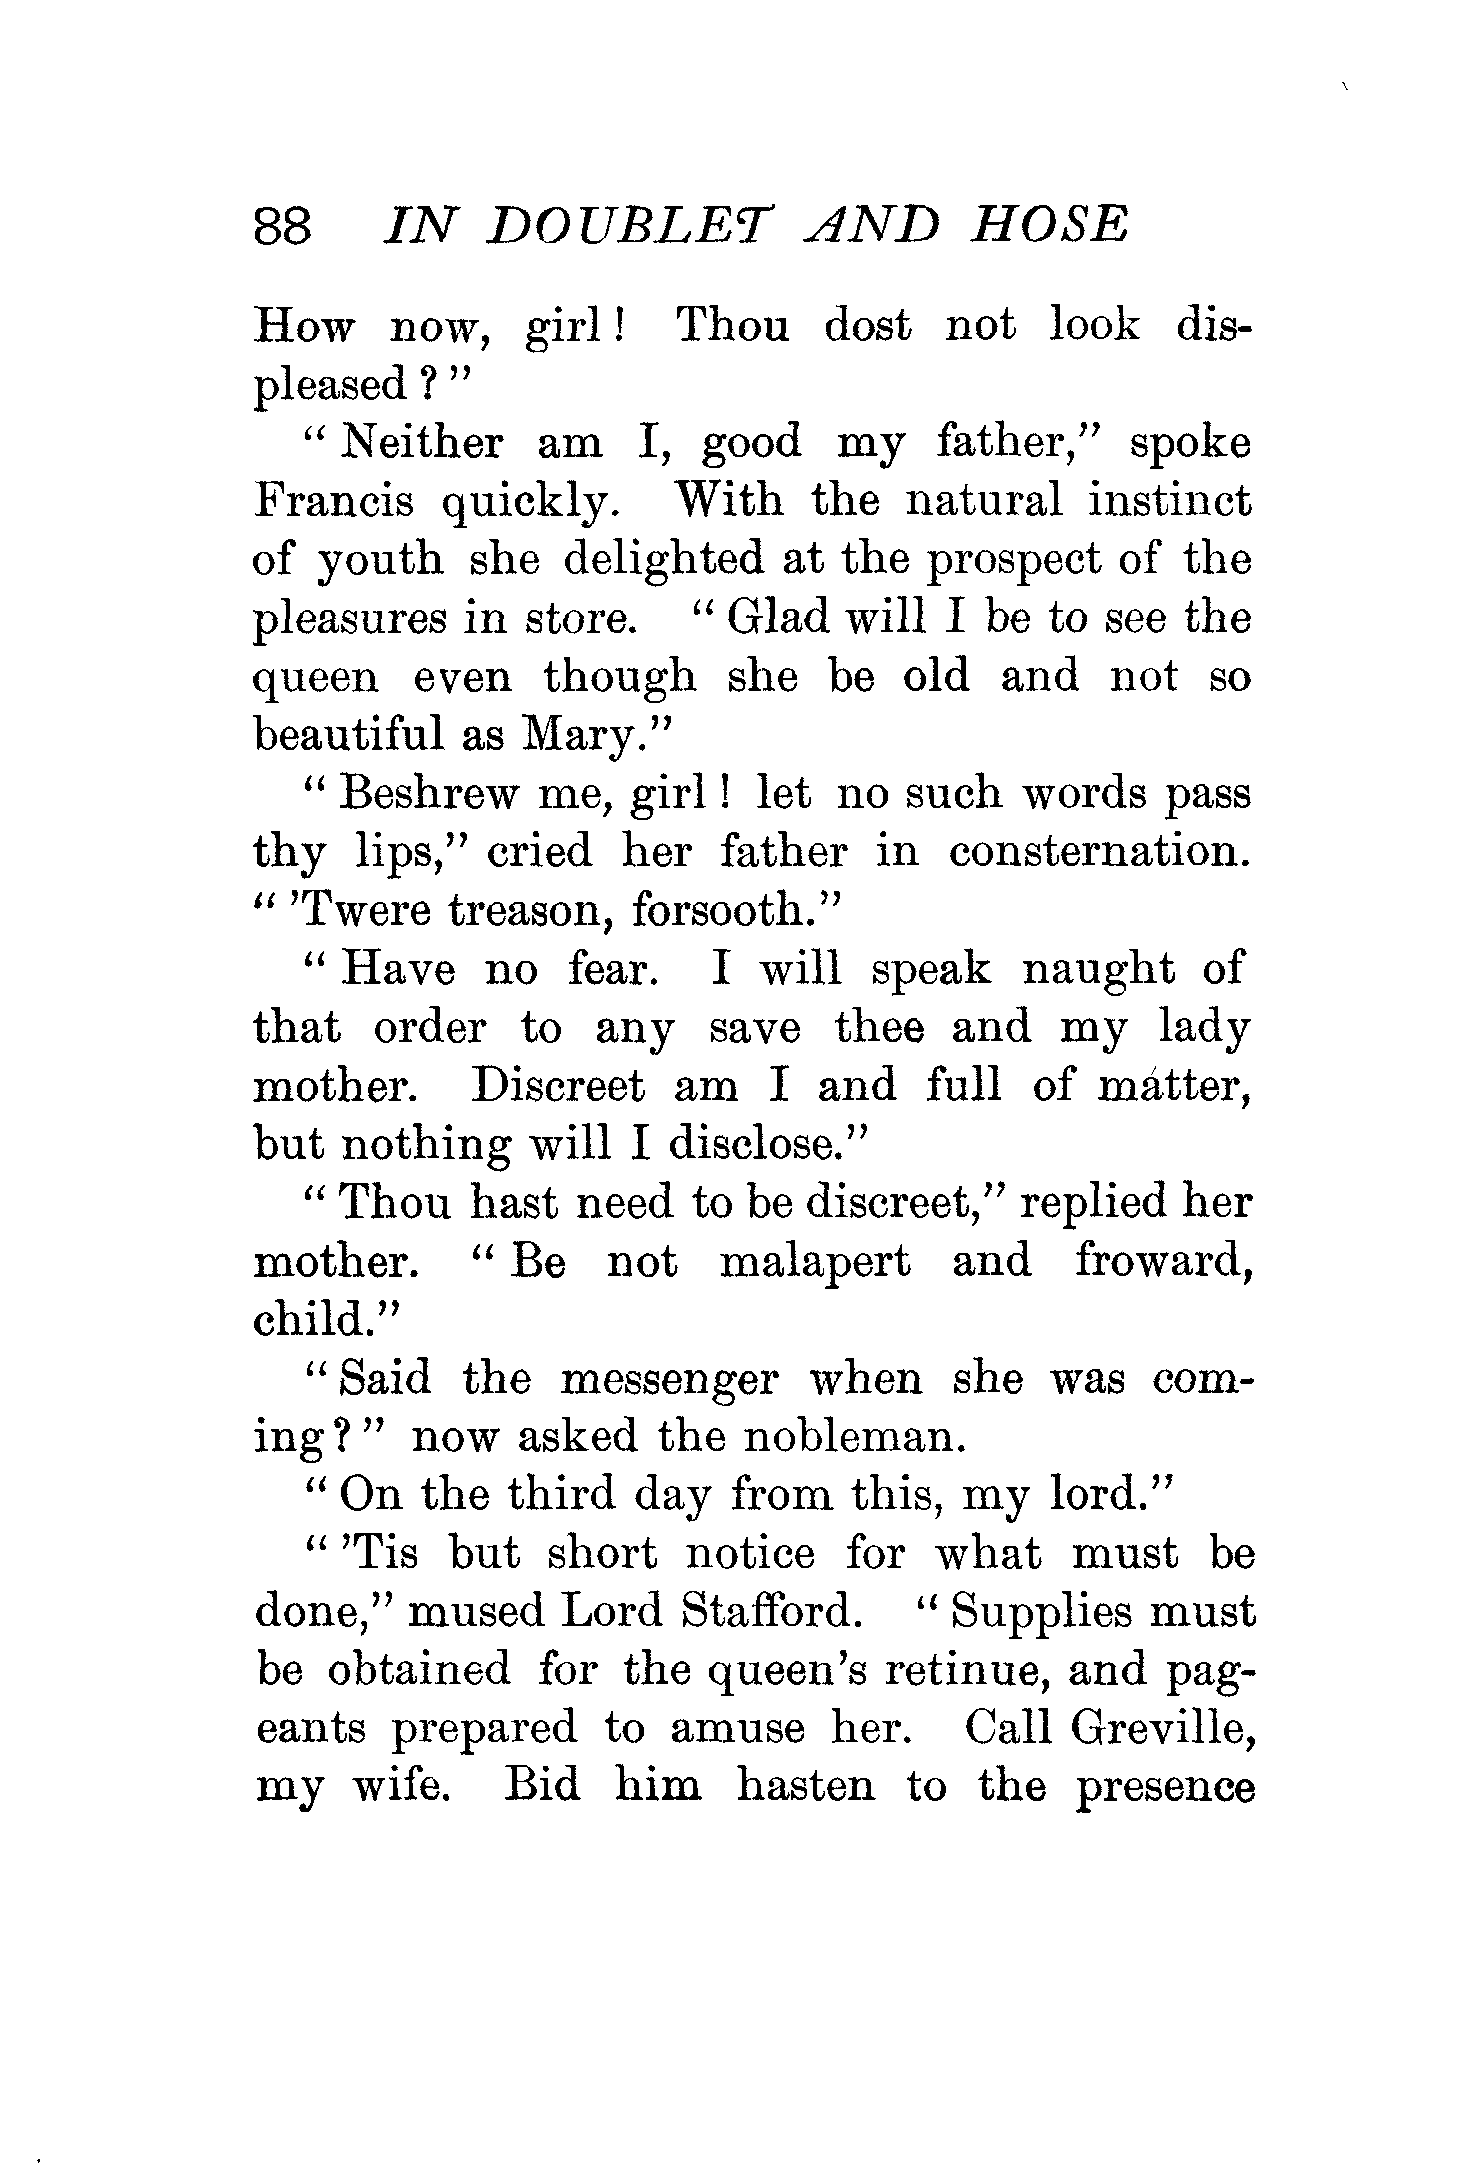 88 IN DOUBLET AND HOSE
How now, girl! Thou dost not look dis-
pleased?"
"Neither am I, good my father," spoke
Francis quickly. With the natural instinct
of youth she delighted at the prospect of the
pleasures in store. "Glad will I be to see the
queen even though she be old and not so
beautiful as Mary."
"Beshrew me, girl! let no such words pass
thy lips," cried her father in consternation.
"'Twere treason, forsooth."
"Have no fear. I will speak naught of
that order to any save thee and my lady
mother. Discreet am I and full of mátter,
but nothing will I disclose."
"Thou hast need to be discreet," replied her
mother. "Be not malapert and froward,
child."
"Said the messenger when she was com-
ing?" now asked the nobleman.
"On the third day from this, my lord."
"'Tis but short notice for what must be
done," mused Lord Stafford. "Supplies must
be obtained for the queen's retinue, and pag-
eants prepared to amuse her. Call Greville,
my wife. Bid him hasten to the presence